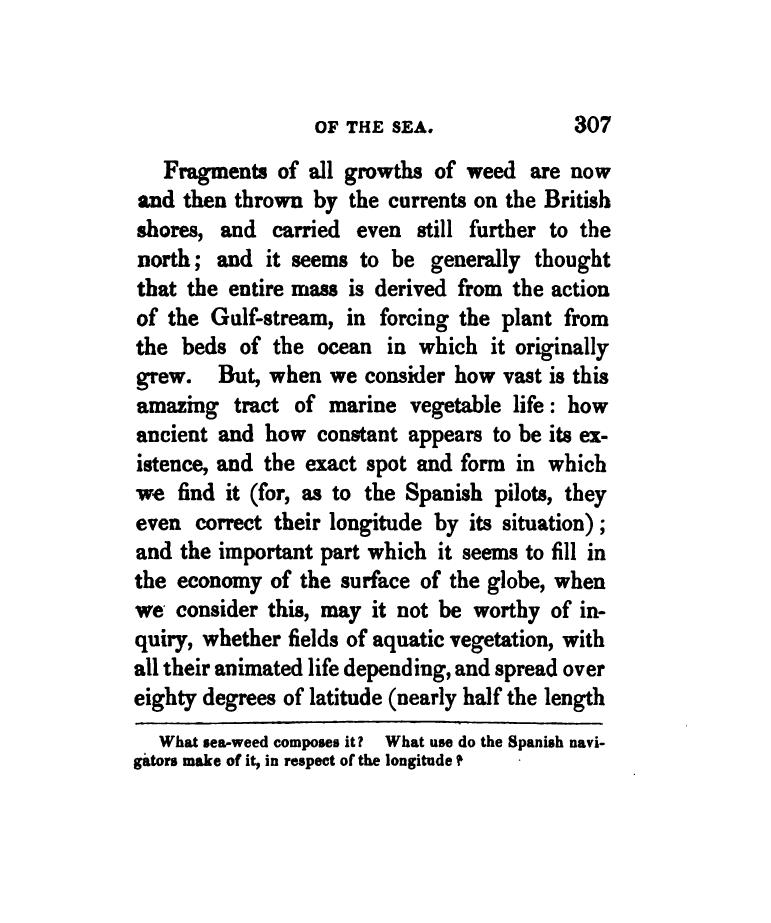 OF THE SEA. 307
Fragments of all growths of weed are now
and then thrown by the currents on the British
shores, and carried even still further to the
north; and it seems to be generally thought
that the entire mass is derived from the action
of the Gulf-stream, in forcing the plant from
the beds of the ocean in which it originally
grew. But, when we consider how vast is this
amazing tract of marine vegetable life: how
ancient and how constant appears to be its ex-
istence, and the exact spot and form in which
we find it (for, as to the Spanish pilots, they
even correct their longitude by its situation);
and the important part which it seems to fill in
the economy of the surface of the globe, when
we consider this, may it not be worthy of in-
quiry, whether fields of aquatic vegetation, with
all their animated life depending, and spread over
eighty degrees of latitude (nearly half the length
What sea-weed composes it? What use do the Spanish navi-
gators make of it, in respect of the longitude?